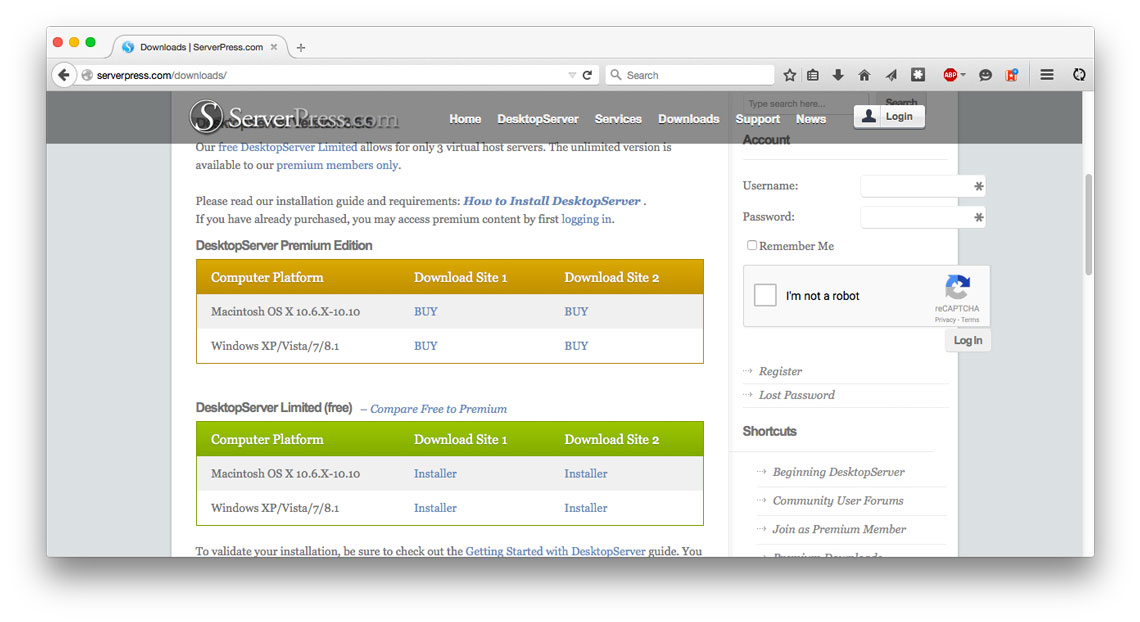 Downloads | ServerPress.com
serverpress.com/downloads/
Search
ABP
ServerPress.com
Home DesktopServer Services Downloads Support News
Type search here...
Search
Login
Our free DesktopServer Limited allows for only 3 virtual host servers. The unlimited version is
available to our premium members only.
Please read our installation guide and requirements: How to Install DesktopServer .
If you have already purchased, you may access premium content by first logging in.
DesktopServer Premium Edition
Computer Platform Download Site 1 Download Site 2
Macintosh OS X 10.6.X-10.10 BUY BUY
Windows XP/Vista/7/8.1 BUY BUY
DesktopServer Limited (free) – Compare Free to Premium
Computer Platform Download Site 1 Download Site 2
Macintosh OS X 10.6.X-10.10 Installer Installer
Windows XP/Vista/7/8.1 Installer Installer
To validate your installation, be sure to check out the Getting Started with DesktopServer guide. You
Account
Username:
Password:
Remember Me
I'm not a robot
reCAPTCHA
Privacy - Terms
Log In
Register
Lost Password
Shortcuts
Beginning DesktopServer
Community User Forums
Join as Premium Member
Premium Downloads